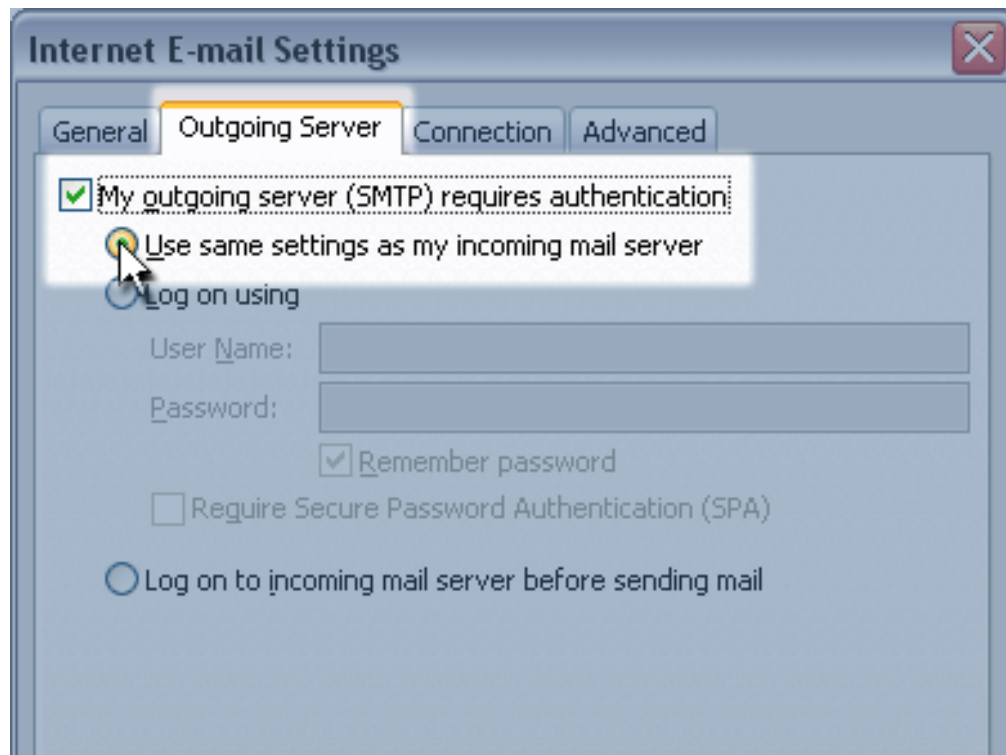 Internet E-mail Settings
General Outgoing Server Connection Advanced
My outgoing server (SMTP) requires authentication
Use same settings as my incoming mail server
Log on using
User Name:
Password:
Remember password
Require Secure Password Authentication (SPA)
Log on to incoming mail server before sending mail